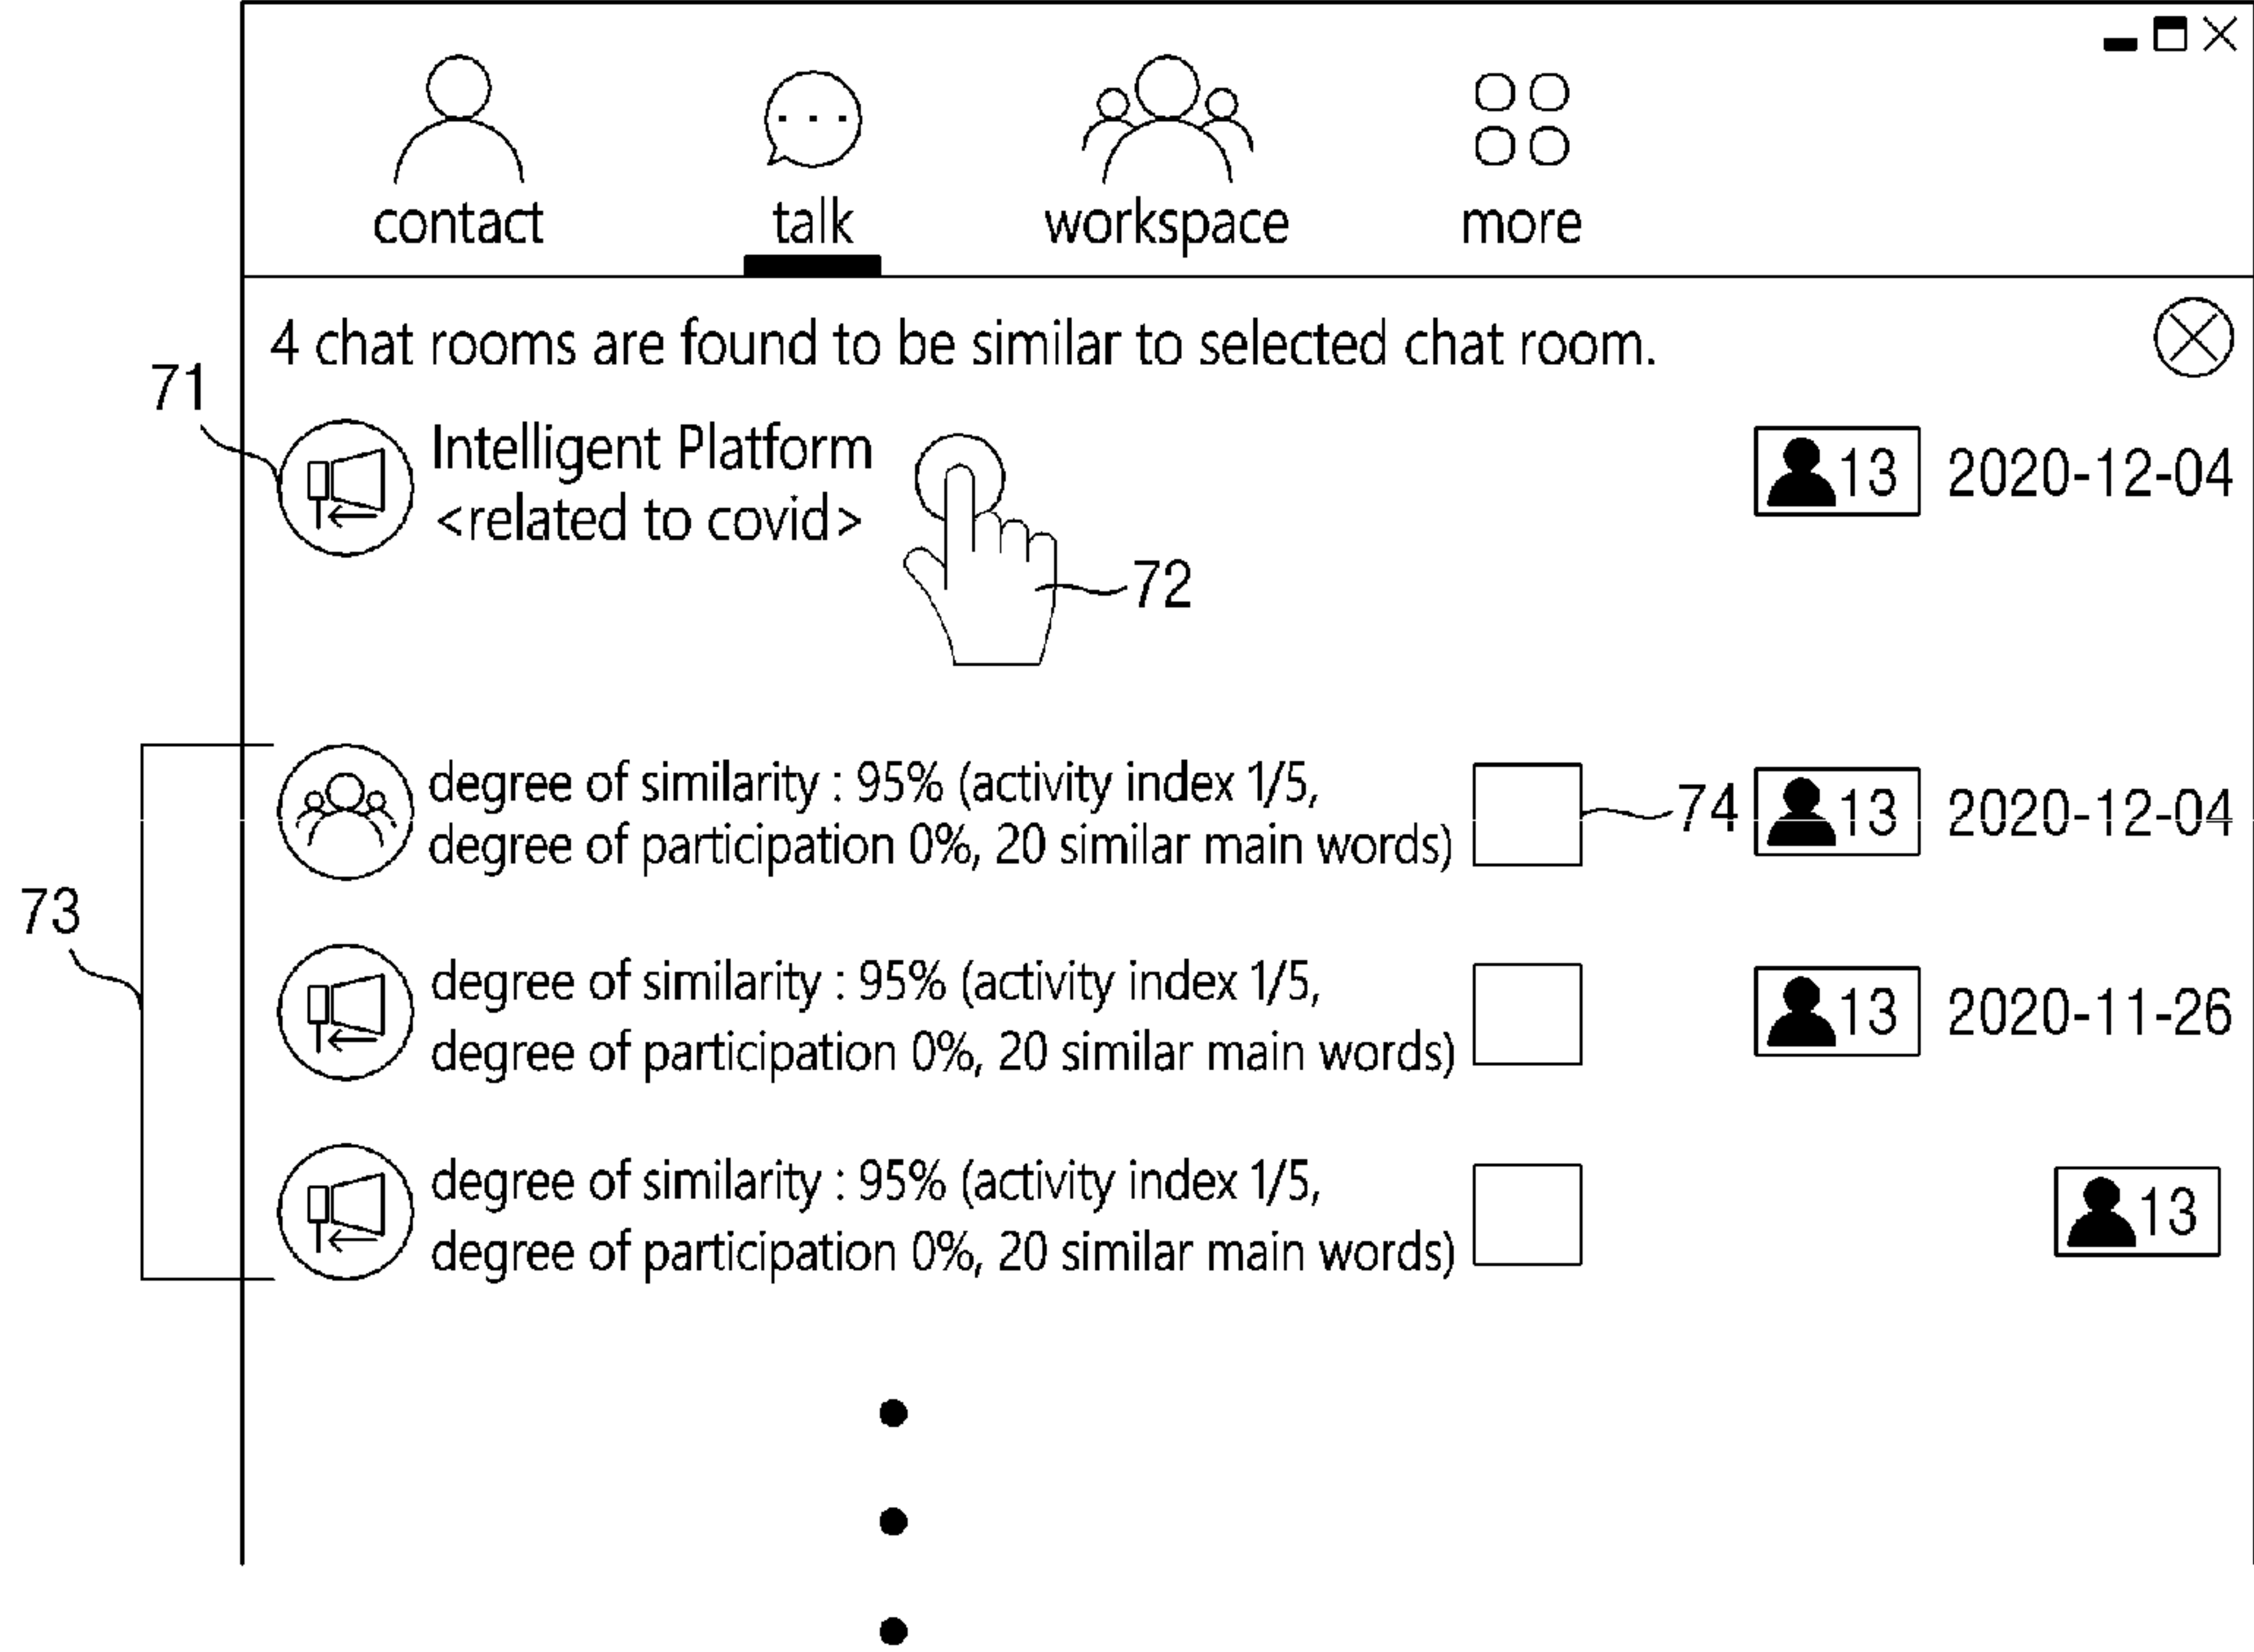 contact talk workspace more
4 chat rooms are found to be similar to selected chat room.
71
Intelligent Platform
<related to covid>
13 2020-12-04
72
73
degree of similarity : 95% (activity index 1/5,
degree of participation 0%, 20 similar main words)
74
13 2020-12-04
degree of similarity : 95% (activity index 1/5,
degree of participation 0%, 20 similar main words)
13 2020-11-26
degree of similarity : 95% (activity index 1/5,
degree of participation 0%, 20 similar main words)
13